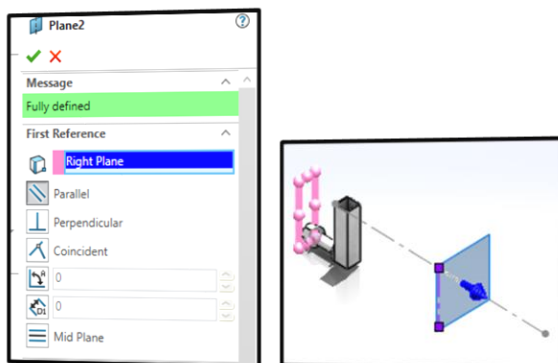 Plane2
?
Message
Fully defined
First Reference
Right Plane
Parallel
Perpendicular
Coincident
0
0
Mid Plane